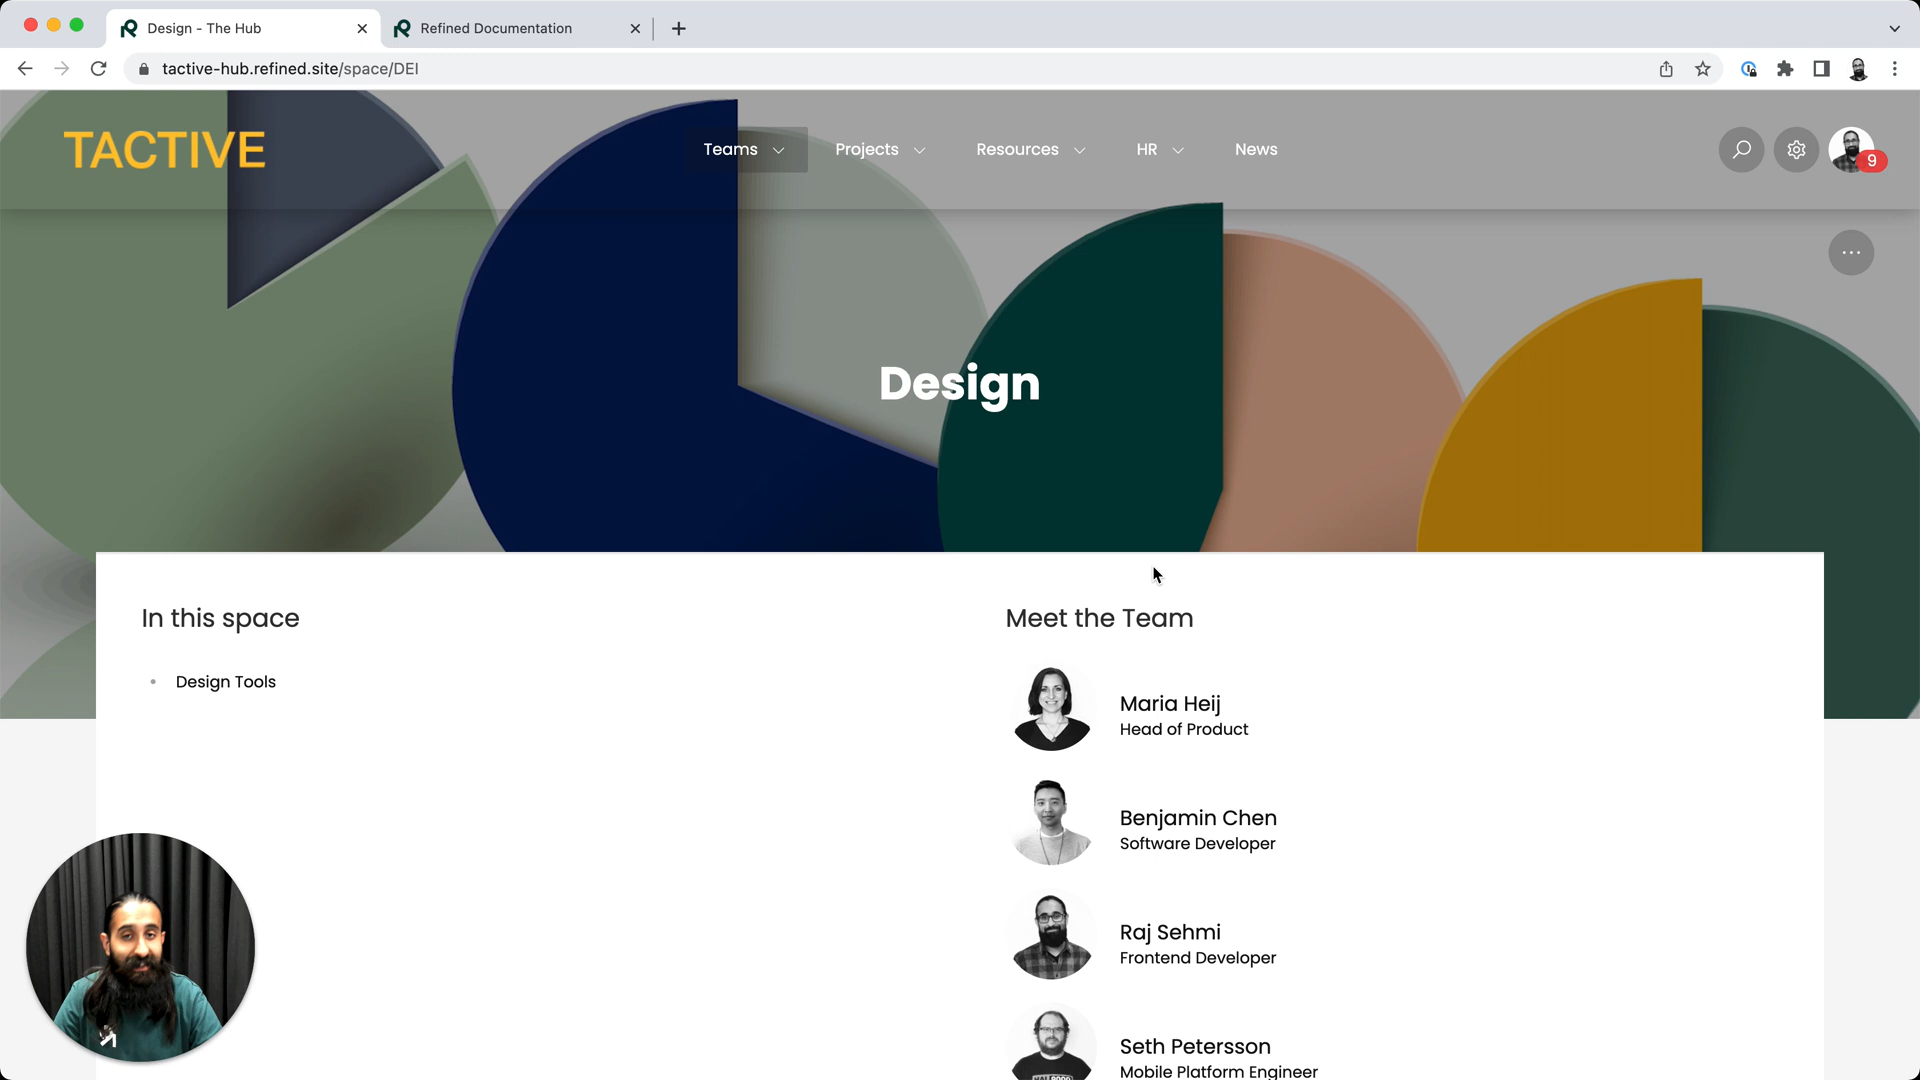 Design - The Hub
Refined Documentation
tactive-hub.refined.site/space/DEI
TACTIVE
Teams
Projects
Resources
HR
News
9
Design
In this space
Design Tools
Meet the Team
Maria Heij
Head of Product
Benjamin Chen
Software Developer
Raj Sehmi
Frontend Developer
Seth Petersson
Mobile Platform Engineer